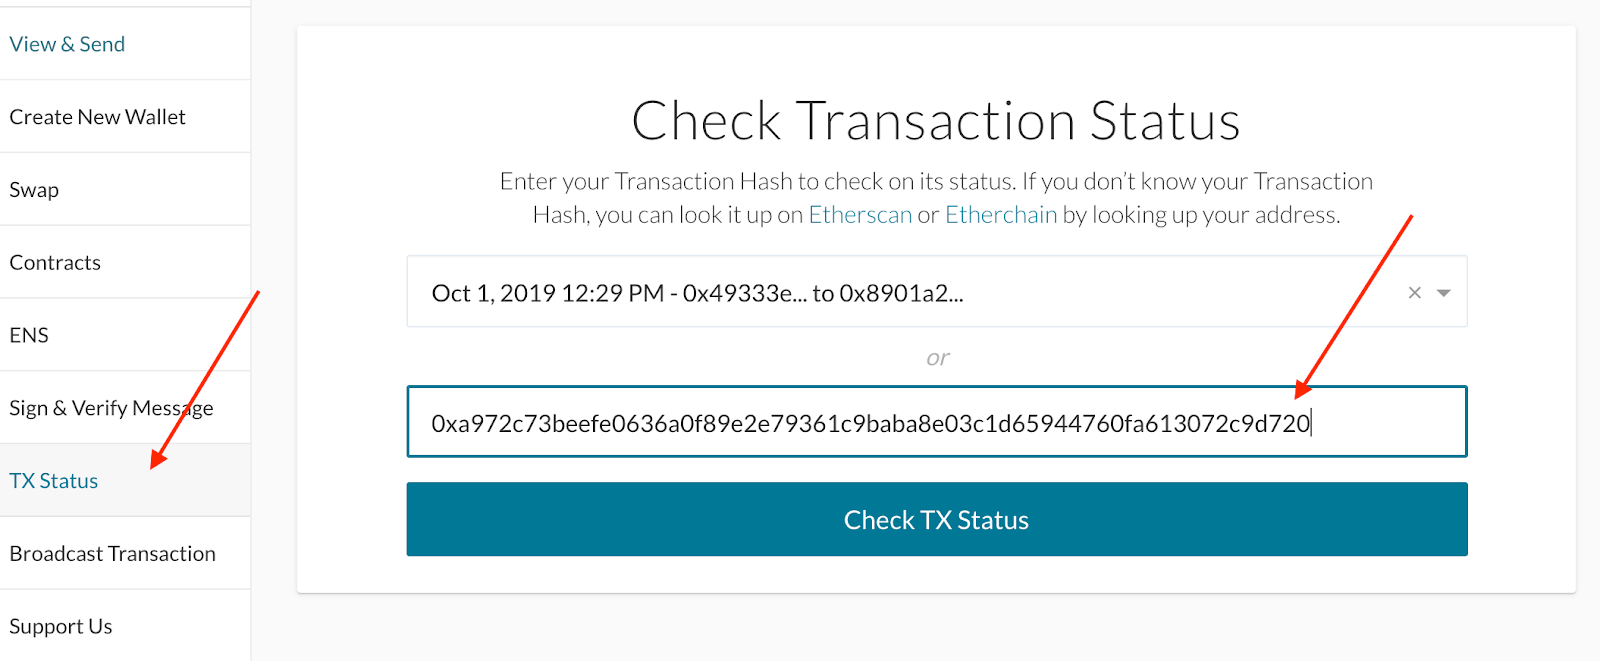 View & Send
Create New Wallet
Swap
Contracts
ENS
Sign & Verify Message
TX Status
Broadcast Transaction
Support Us
Check Transaction Status
Enter your Transaction Hash to check on its status. If you don’t know your Transaction
Hash, you can look it up on Etherscan or Etherchain by looking up your address.
Oct 1, 2019 12:29 PM - 0x49333e... to 0x8901a2...
or
0xa972c73beefe0636a0f89e2e79361c9baba8e03c1d65944760fa613072c9d720
Check TX Status